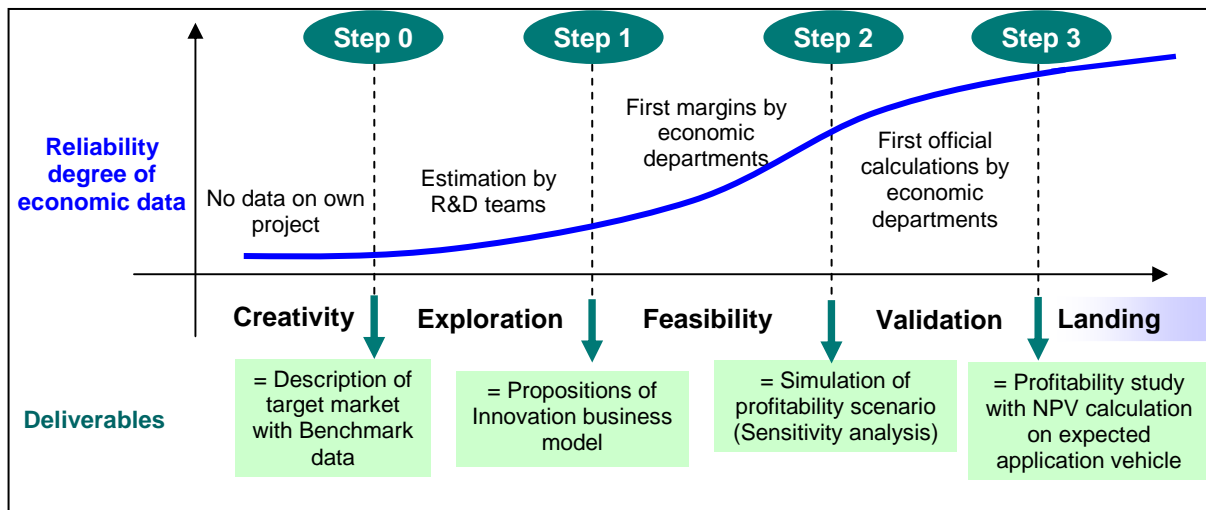 Step 0
Step 1
Step 2
Step 3
Reliability
degree of
economic data
No data on own
project
Estimation by
R&D teams
First margins by
economic
departments
First official
calculations by
economic
departments
Creativity
Exploration
Feasibility
Validation
Landing
Deliverables
= Description of
target market
with Benchmark
data
= Propositions of
Innovation business
model
= Simulation of
profitability scenario
(Sensitivity analysis)
= Profitability study
with NPV calculation
on expected
application vehicle